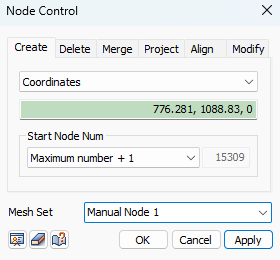 Node Control
Create Delete Merge Project Align Modify
Coordinates
776.281, 1088.83, 0
Start Node Num
Maximum number + 1 15309
Mesh Set Manual Node 1
OK Cancel Apply